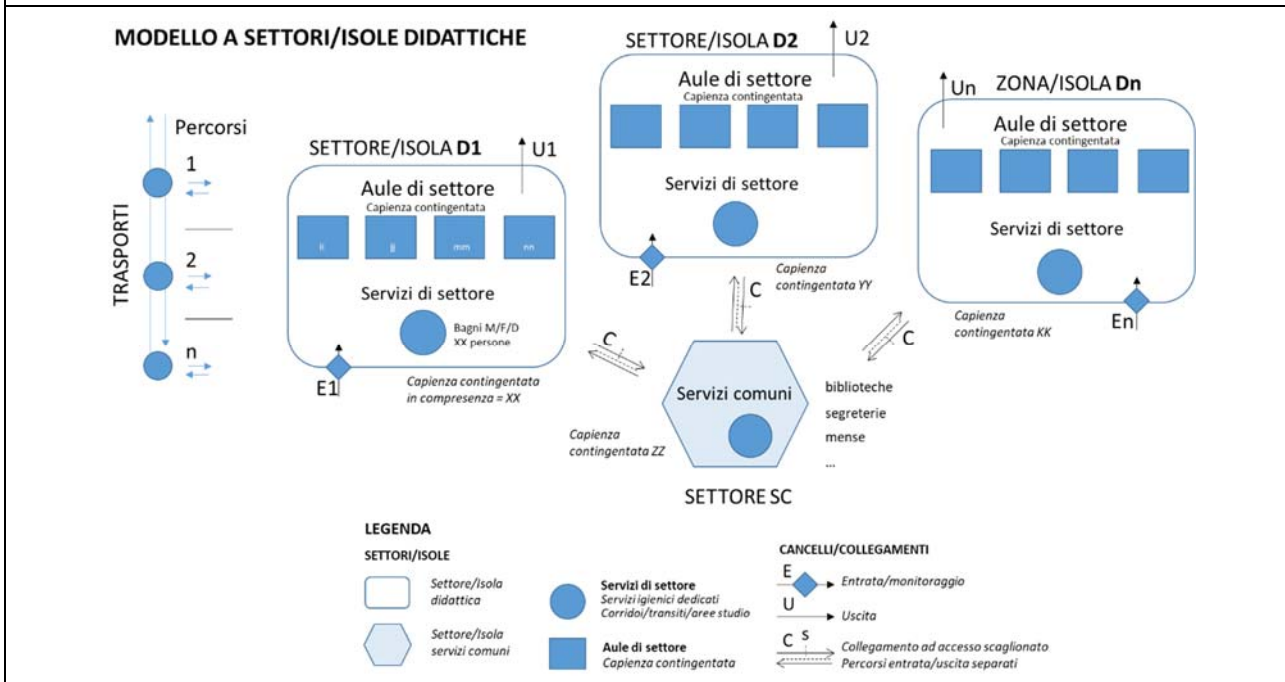 MODELLO A SETTORI/ISOLE DIDATTICHE
TRASPORTI
Percorsi
1
2
n
SETTORE/ISOLA D1
U1
Aule di settore
Capienza contingentata
ii
jj
mm
nn
Servizi di settore
Bagni M/F/D
XX persone
E1
Capienza contingentata
in compresenza = XX
SETTORE/ISOLA D2
U2
Aule di settore
Capienza contingentata
Servizi di settore
E2
Capienza
contingentata YY
ZONA/ISOLA Dn
Un
Aule di settore
Capienza contingentata
Servizi di settore
En
Capienza
contingentata KK
C
C
C
Servizi comuni
Capienza
contingentata ZZ
biblioteche
segreterie
mense
...
SETTORE SC
LEGENDA
SETTORI/ISOLE
Settore/Isola
didattica
Settore/Isola
servizi comuni
Servizi di settore
Servizi igienici dedicati
Corridoi/transiti/aree studio
Aule di settore
Capienza contingentata
CANCELLI/COLLEGAMENTI
E
Entrata/monitoraggio
U
Uscita
C s
Collegamento ad accesso scaglionato
Percorsi entrata/uscita separati